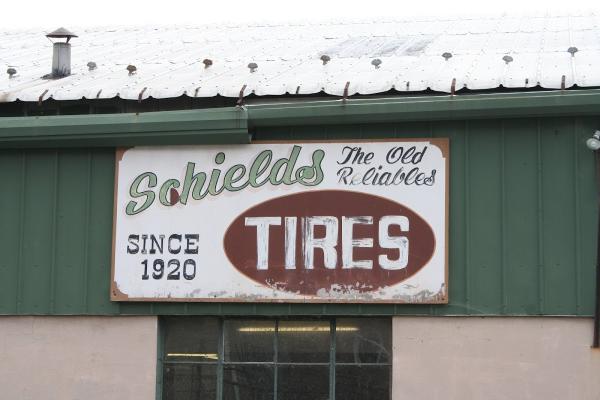 Schields The Old
Reliables
SINCE
1920
TIRES